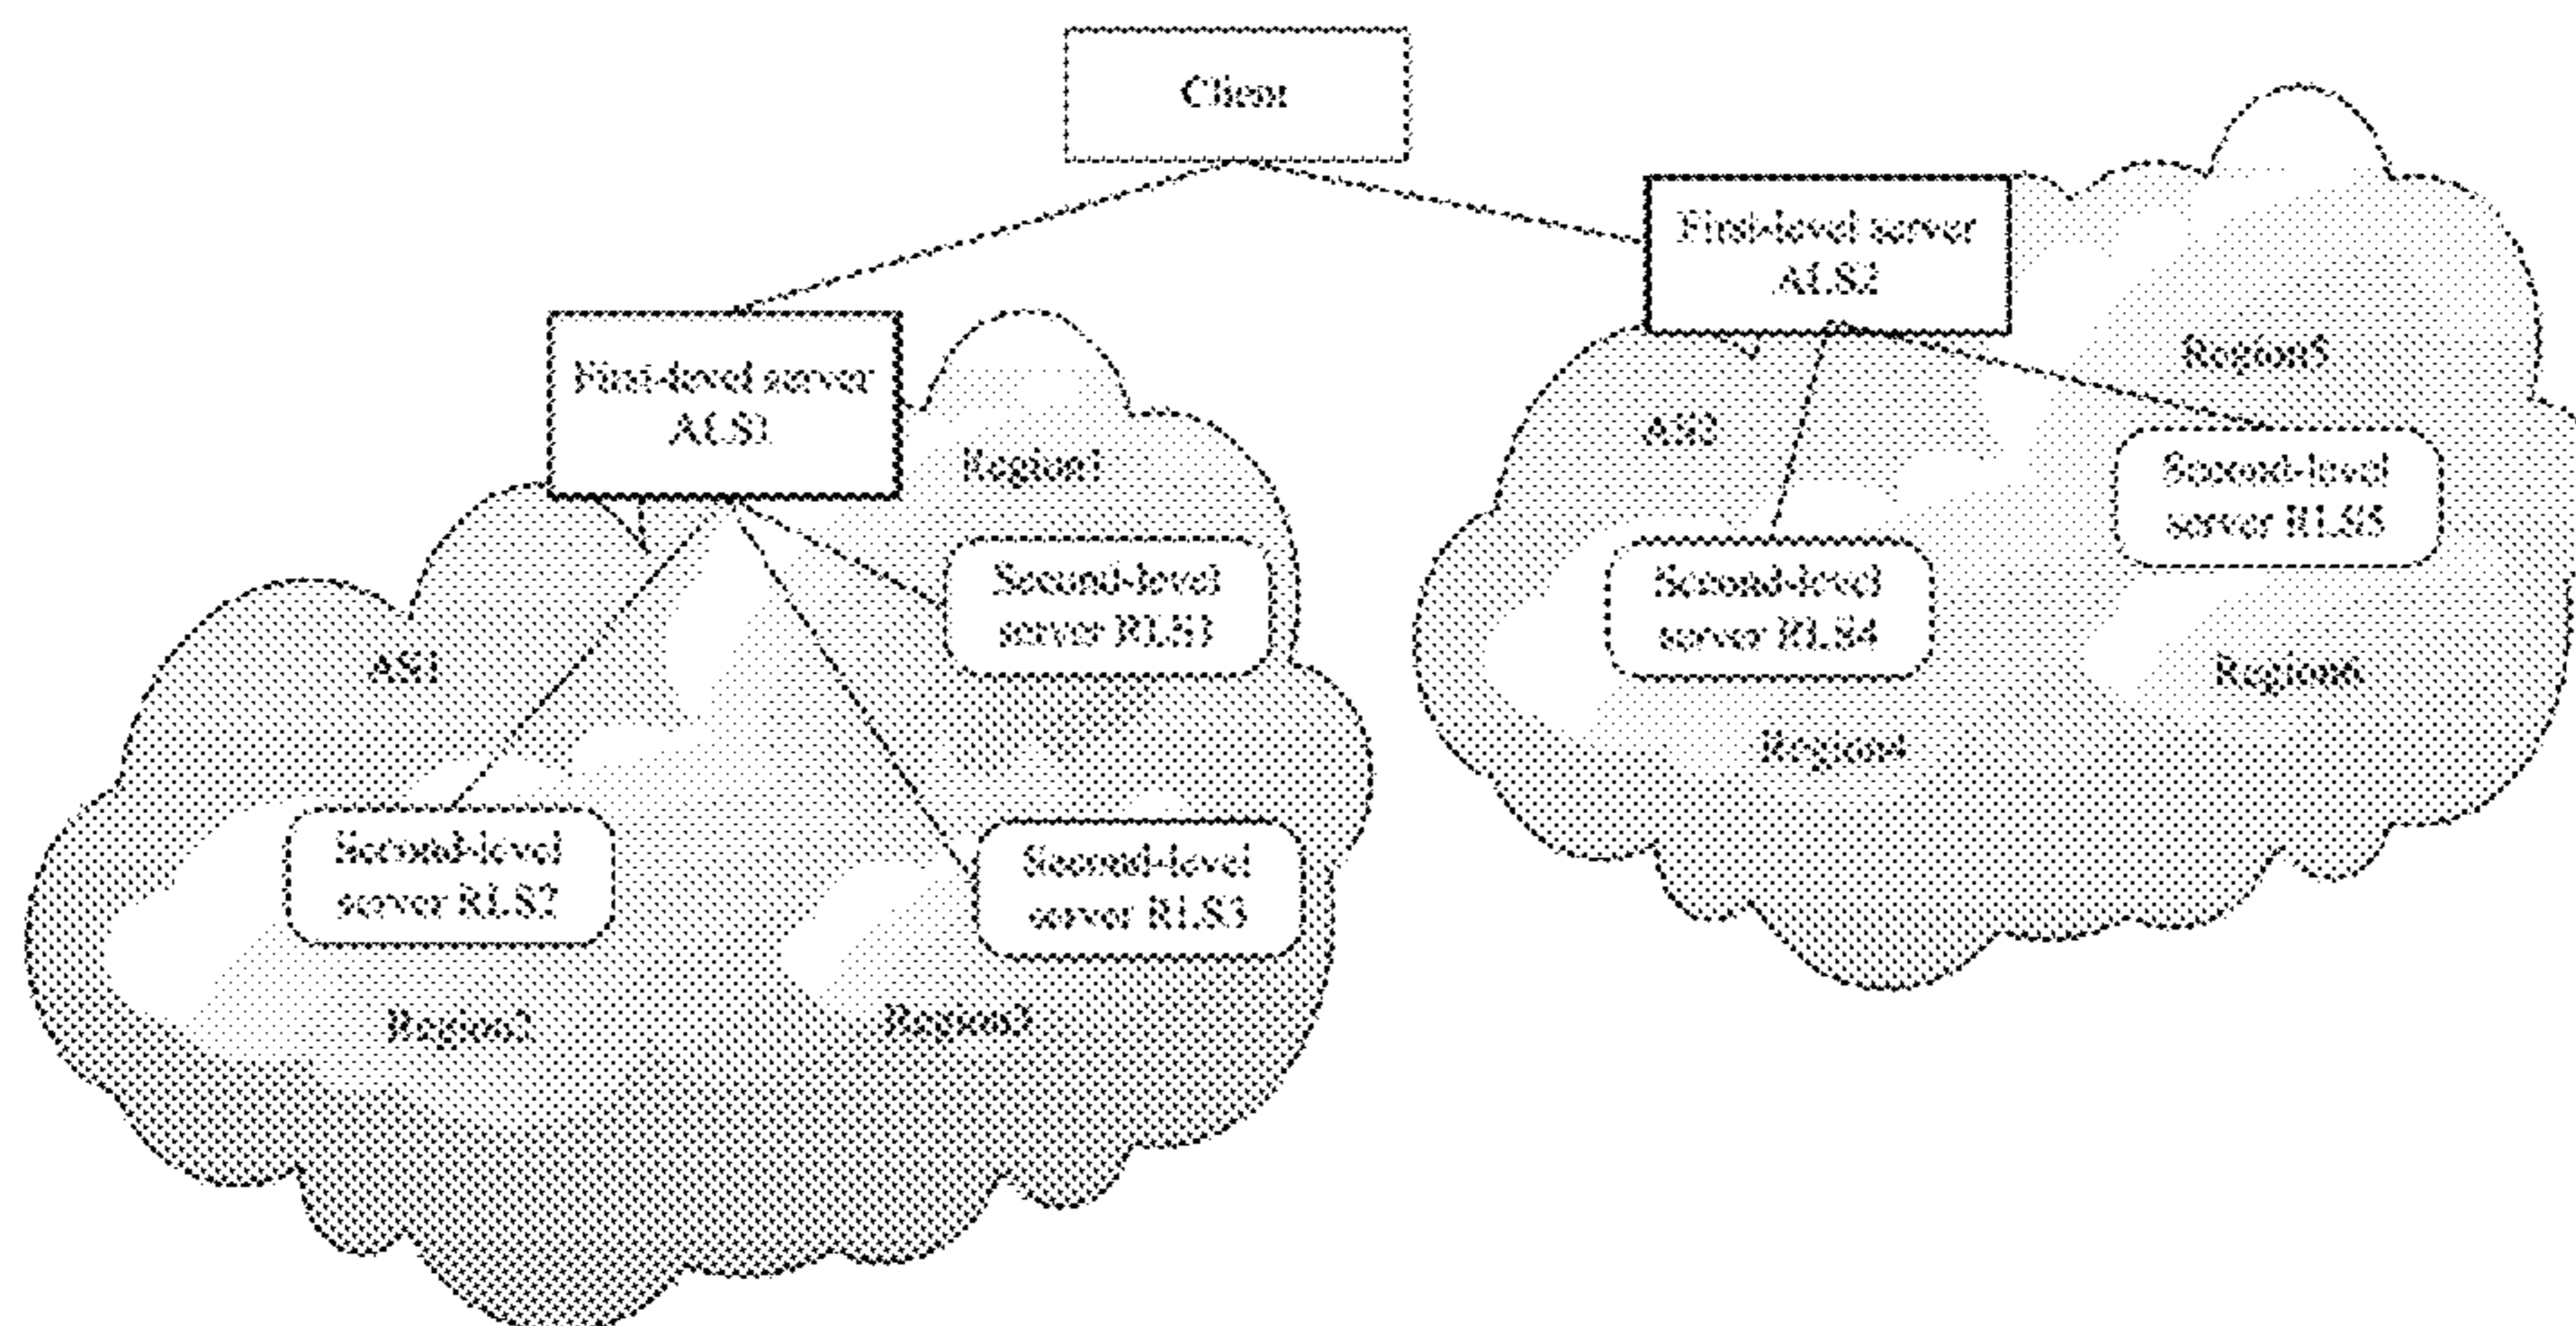 Client
First-level server
ALS2
Region5
First-level server
ALS1
AS2
Region1
Second-level
server RLS5
Second-level
server RLS1
Second-level
server RLS4
AS1
Region6
Region4
Second-level
server RLS2
Second-level
server RLS3
Region2
Region3